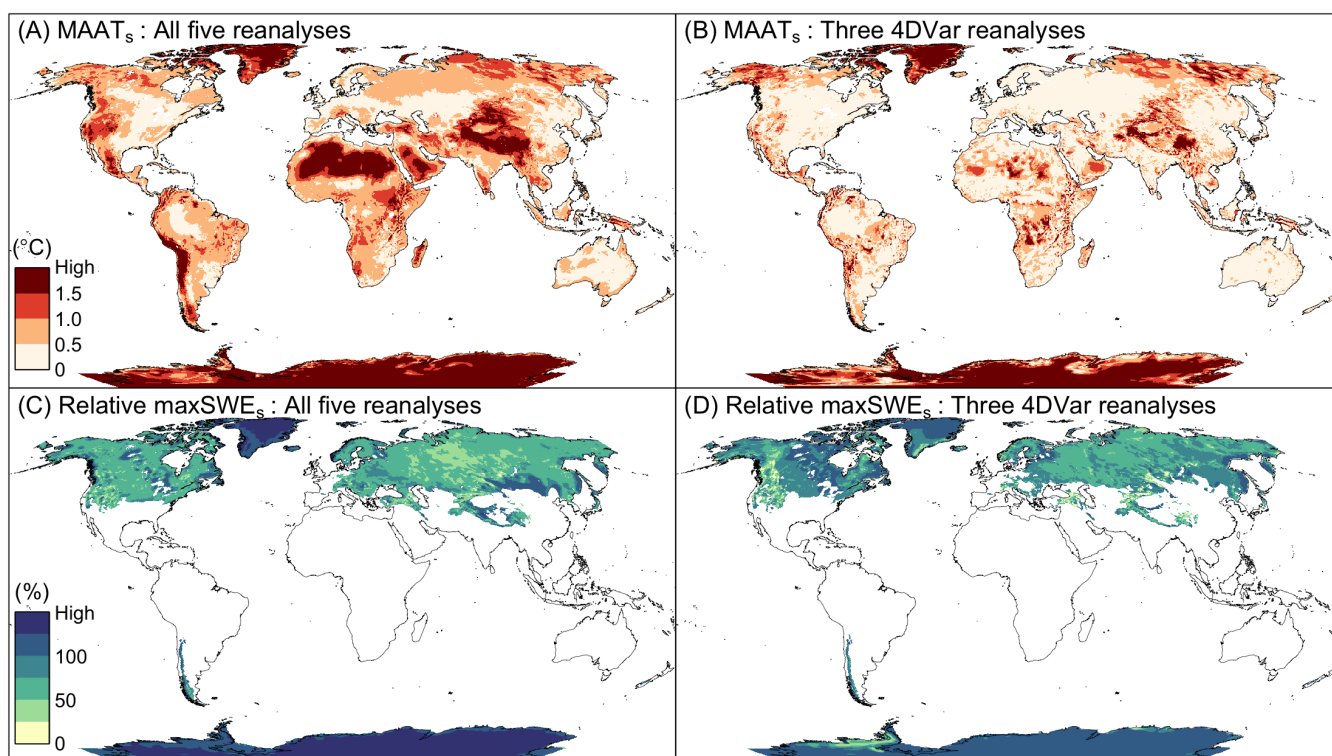 (A) MAATs : All five reanalyses
(B) MAATs : Three 4DVar reanalyses
(°C)
High
1.5
1.0
0.5
0
(C) Relative maxSWEs : All five reanalyses
(D) Relative maxSWEs : Three 4DVar reanalyses
(%)
High
100
50
0